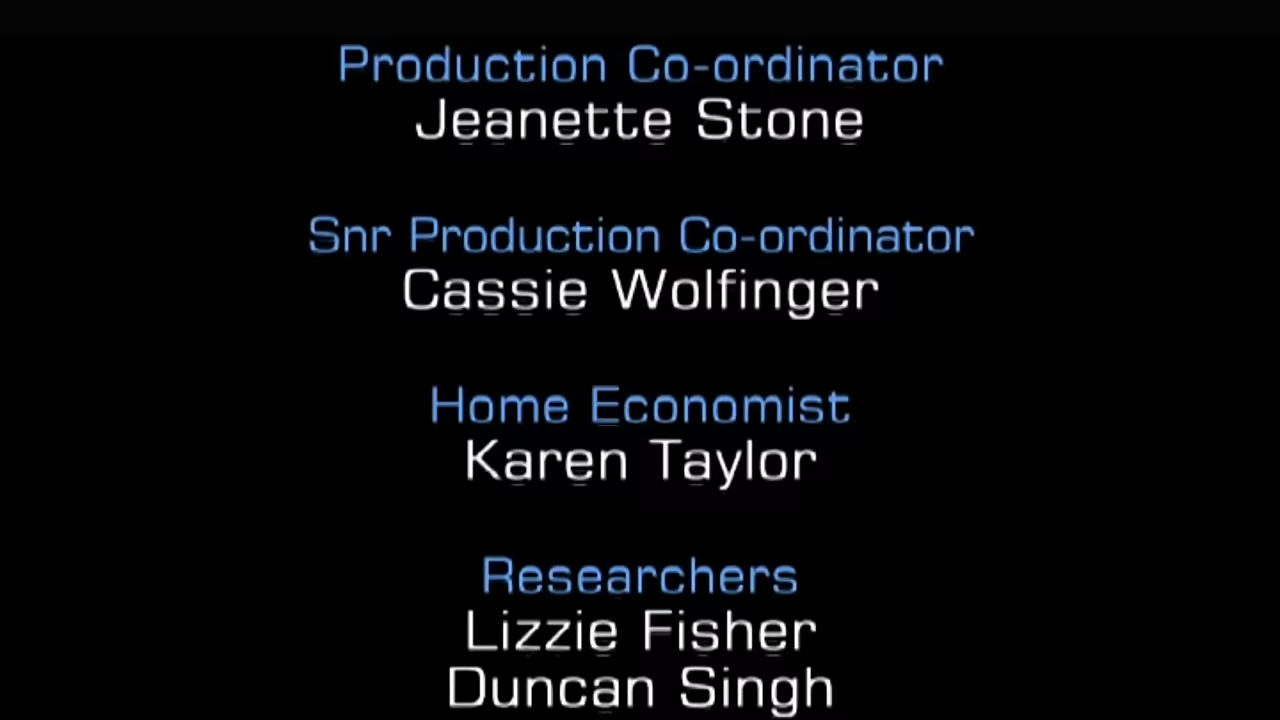 Production Co-ordinator
Jeanette Stone
Snr Production Co-ordinator
Cassie Wolfinger
Home Economist
Karen Taylor
Researchers
Lizzie Fisher
Duncan Singh